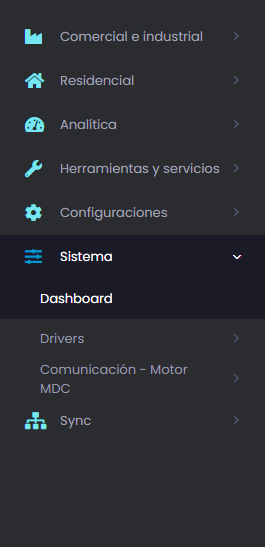 Comercial e industrial
Residencial
Analítica
Herramientas y servicios
Configuraciones
Sistema
Dashboard
Drivers
Comunicación - Motor
MDC
Sync